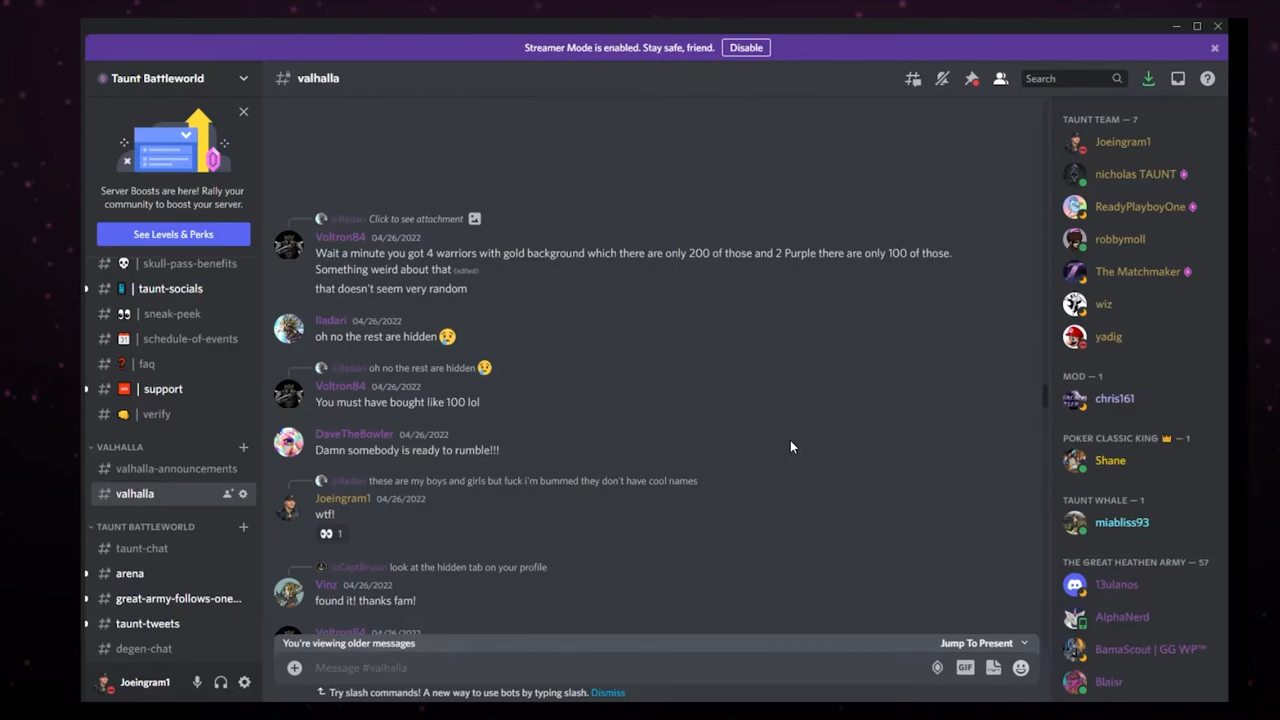 Streamer Mode is enabled. Stay safe, friend. Disable
Taunt Battleworld
Server Boosts are here! Rally your
community to boost your server.
See Levels & Perks
skull-pass-benefits
taunt-socials
sneak-peek
schedule-of-events
faq
support
verify
VALHALLA
valhalla-announcements
valhalla
TAUNT BATTLEWORLD
taunt-chat
arena
great-army-follows-one...
taunt-tweets
degen-chat
Joeingram1
valhalla
Search
Click to see attachment
Voltron84 04/26/2022
Wait a minute you got 4 warriors with gold background which there are only 200 of those and 2 Purple there are only 100 of those.
Something weird about that (edited)
that doesn't seem very random
04/26/2022
oh no the rest are hidden 😢
oh no the rest are hidden 😢
Voltron84 04/26/2022
You must have bought like 100 lol
DaveTheBowler 04/26/2022
Damn somebody is ready to rumble!!!
these are my boys and girls but fuck i'm bummed they don't have cool names
Joeingram1 04/26/2022
wtf!
👀 1
look at the hidden tab on your profile
Vinz 04/26/2022
found it! thanks fam!
Voltron84 04/26/2022
You're viewing older messages Jump To Present
Message #valhalla
GIF
Try slash commands! A new way to use bots by typing slash. Dismiss
TAUNT TEAM — 7
Joeingram1
nicholas TAUNT
ReadyPlayboyOne
robbymoll
The Matchmaker
wiz
yadig
MOD — 1
chris161
POKER CLASSIC KING 👑 — 1
Shane
TAUNT WHALE — 1
miabliss93
THE GREAT HEATHEN ARMY — 57
13ulanos
AlphaNerd
BamaScout | GG WP™
Blaisr